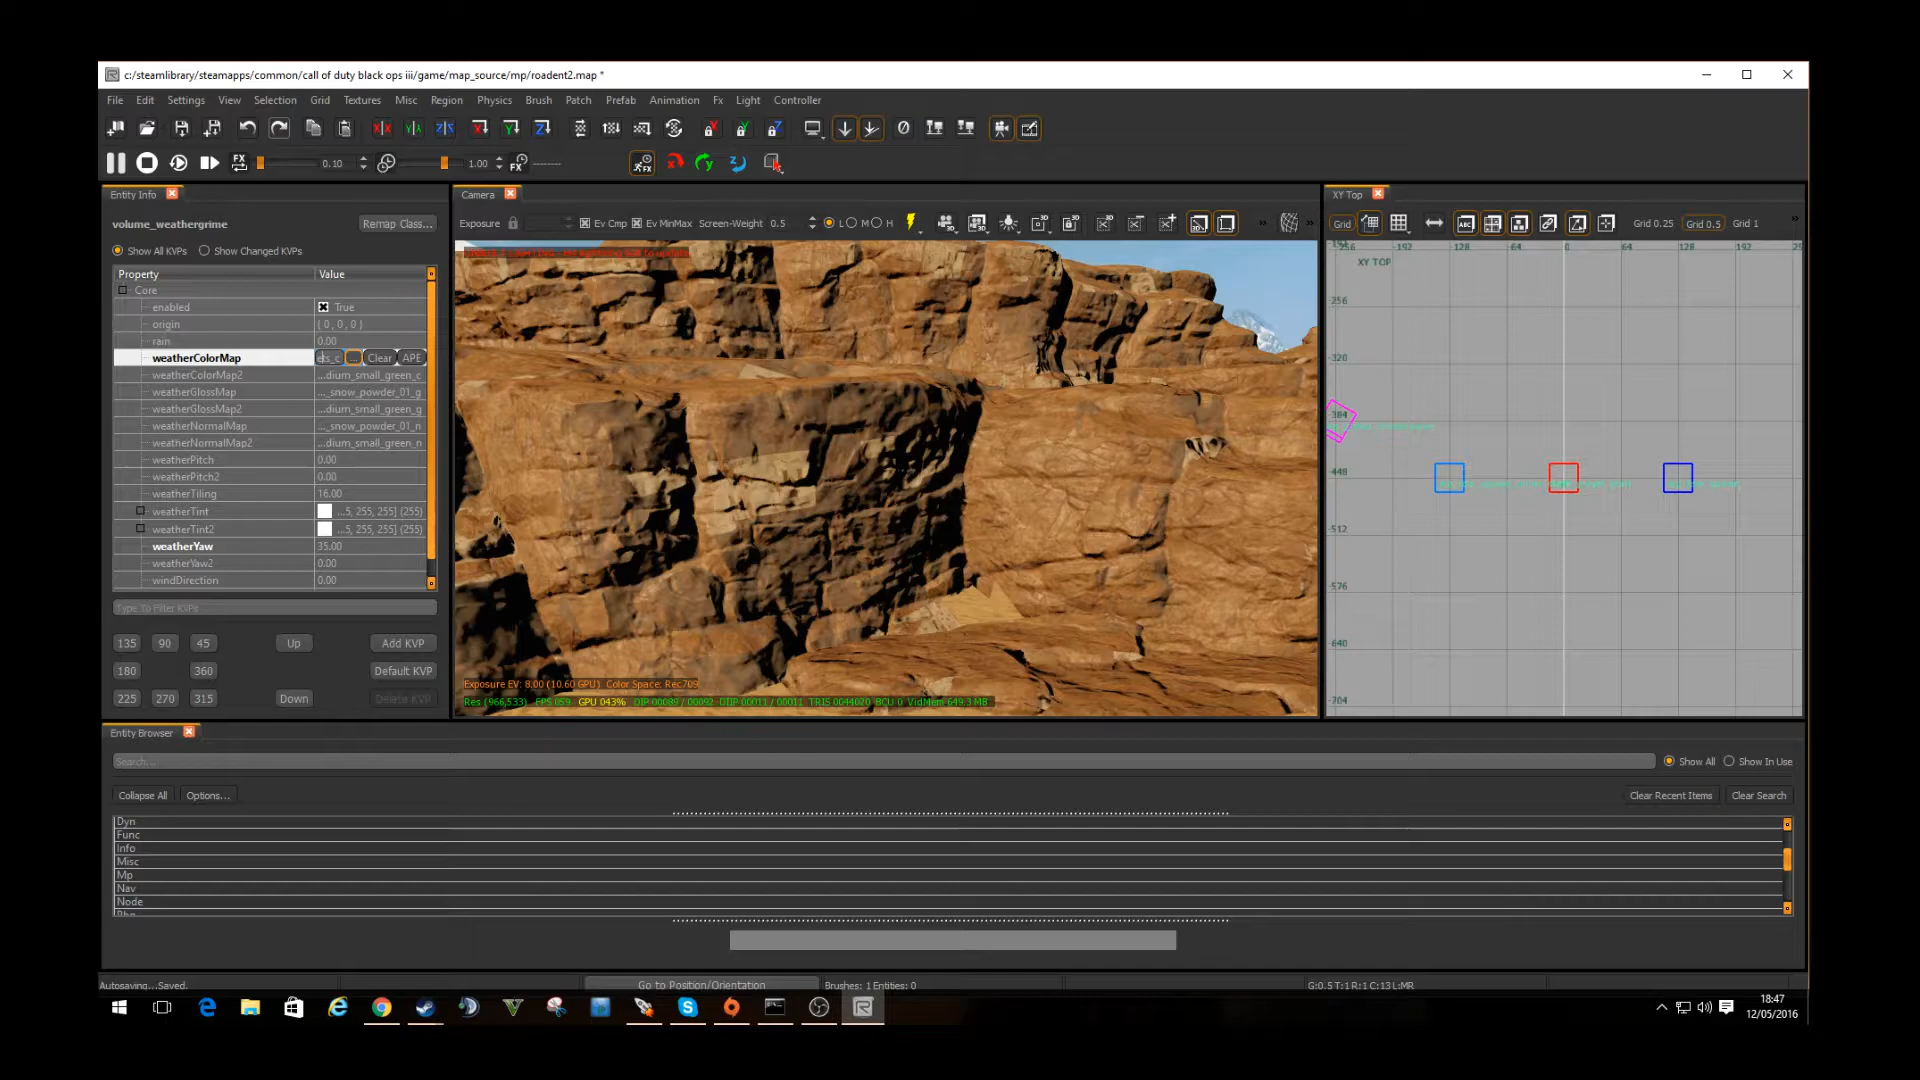 c:/steamlibrary/steamapps/common/call of duty black ops iii/game/map_source/mp/roadent2.map *
File Edit Settings View Selection Grid Textures Misc Region Physics Brush Patch Prefab Animation Fx Light Controller
FX 0.10 1.00 FX --------
Entity Info
Camera
XY Top
volume_weathergrime Remap Class...
Exposure Ev Cmp Ev MinMax Screen-Weight 0.5 L M H
Grid Grid 0.25 Grid 0.5 Grid 1
Show All KVPs Show Changed KVPs
Property Value
Core
enabled True
origin ( 0 , 0 , 0 )
rain 0.00
weatherColorMap ets_c ... Clear APE
weatherColorMap2 ...dium_small_green_c
weatherGlossMap ..._snow_powder_01_g
weatherGlossMap2 ...dium_small_green_g
weatherNormalMap ..._snow_powder_01_n
weatherNormalMap2 ...dium_small_green_n
weatherPitch 0.00
weatherPitch2 0.00
weatherTiling 16.00
weatherTint ...5, 255, 255] (255)
weatherTint2 ...5, 255, 255] (255)
weatherYaw 35.00
weatherYaw2 0.00
windDirection 0.00
Type To Filter KVPs
135 90 45 Up Add KVP
180 360 Default KVP
225 270 315 Down Delete KVP
Exposure EV: 8.00 (10.60 GPU) Color Space: Rec709
Res (966,533) FPS 059 GPU 043% DIP 00089 / 00092 DIIP 00011 / 00011 TRIS 0044020 BCU 0 VidMem 649.3 MB
-192 -128 -64 0 64 128 192
XY TOP
-256
-320
-384
-448
-512
-576
-640
-704
Entity Browser
Search... Show All Show In Use
Collapse All Options... Clear Recent Items Clear Search
Dyn
Func
Info
Misc
Mp
Nav
Node
Autosaving...Saved. Go to Position/Orientation Brushes: 1 Entities: 0 G:0.5 T:1 R:1 C:13 L:MR
18:47
12/05/2016